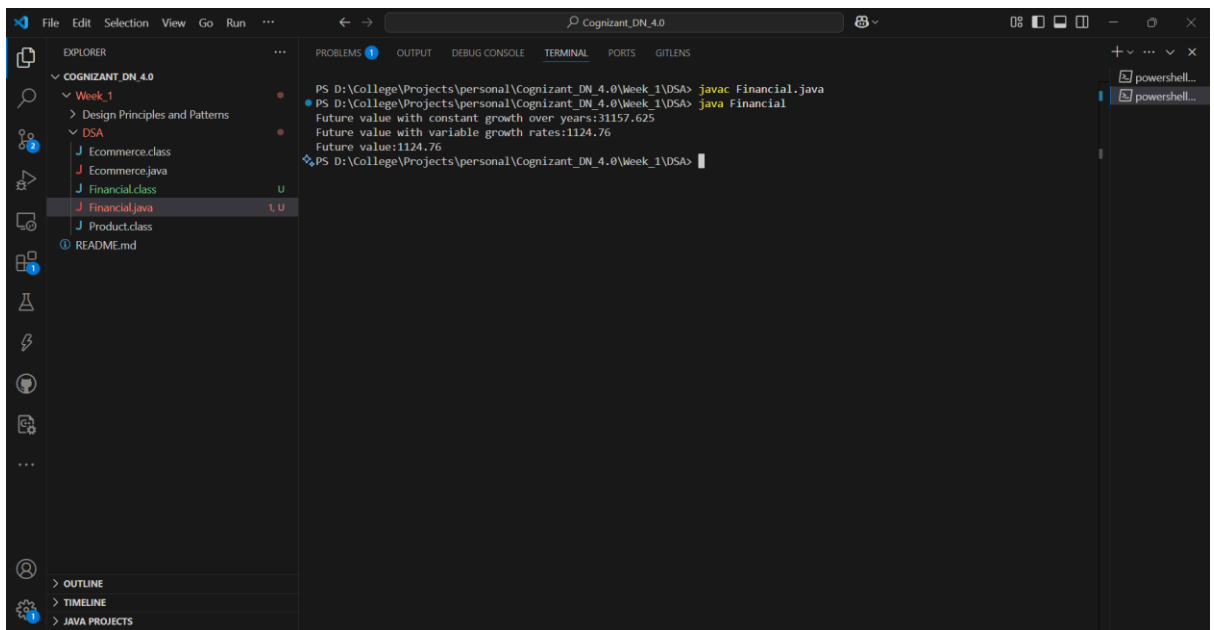 File Edit Selection View Go Run ··· Cognizant_DN_4.0
EXPLORER ···
COGNIZANT_DN_4.0
Week_1
Design Principles and Patterns
DSA
J Ecommerce.class
J Ecommerce.java
J Financial.class U
J Financial.java 1, U
J Product.class
README.md
OUTLINE
TIMELINE
JAVA PROJECTS
2
1
1
PROBLEMS 1 OUTPUT DEBUG CONSOLE TERMINAL PORTS GITLENS
PS D:\College\Projects\personal\Cognizant_DN_4.0\Week_1\DSA> javac Financial.java
PS D:\College\Projects\personal\Cognizant_DN_4.0\Week_1\DSA> java Financial
Future value with constant growth over years:31157.625
Future value with variable growth rates:1124.76
Future value:1124.76
PS D:\College\Projects\personal\Cognizant_DN_4.0\Week_1\DSA>
powershell...
powershell...